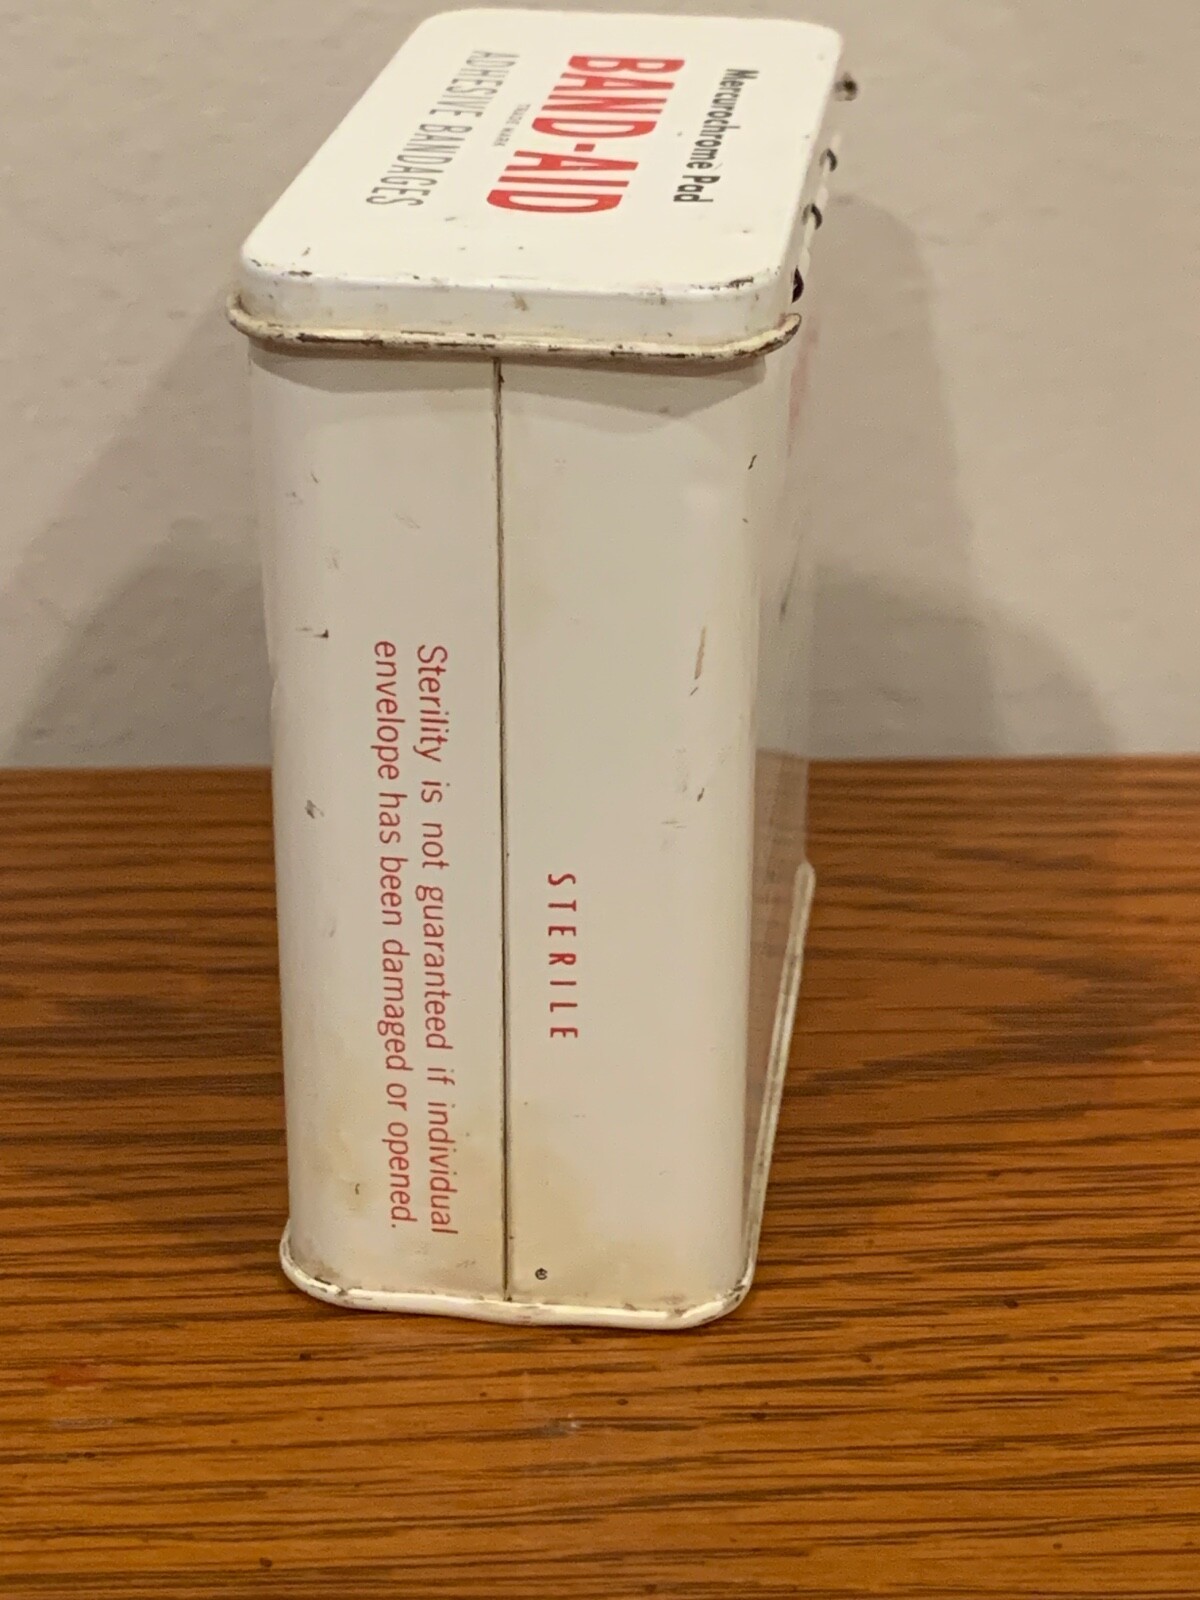 Mercurochrome Pad
BAND-AID
TRADE MARK
ADHESIVE BANDAGES
STERILE
Sterility is not guaranteed if individual
envelope has been damaged or opened.